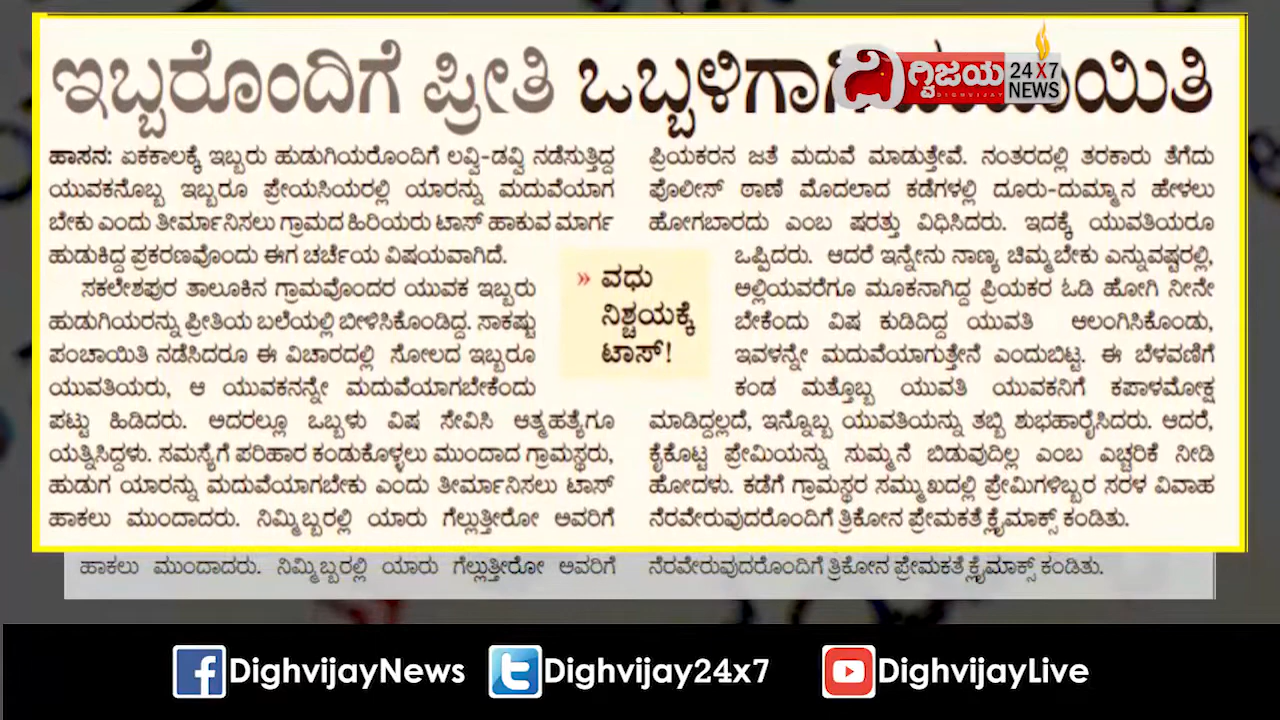 ಇಬ್ಬರೊಂದಿಗೆ ಪ್ರೀತಿ ಒಬ್ಬಳಿಗಾಗಿ
ದಿಗ್ವಿಜಯ 24X7 NEWS
DIGHVIJAY
ಹಾಸನ: ಏಕಕಾಲಕ್ಕೆ ಇಬ್ಬರು ಹುಡುಗಿಯರೊಂದಿಗೆ ಲವ್ವಿ-ಡವ್ವಿ ನಡೆಸುತ್ತಿದ್ದ
ಯುವಕನೊಬ್ಬ ಇಬ್ಬರೂ ಪ್ರೇಯಸಿಯರಲ್ಲಿ ಯಾರನ್ನು ಮದುವೆಯಾಗ
ಬೇಕು ಎಂದು ತೀರ್ಮಾನಿಸಲು ಗ್ರಾಮದ ಹಿರಿಯರು ಟಾಸ್ ಹಾಕುವ ಮಾರ್ಗ
ಹುಡುಕಿದ್ದ ಪ್ರಕರಣವೊಂದು ಈಗ ಚರ್ಚೆಯ ವಿಷಯವಾಗಿದೆ.
ಸಕಲೇಶಪುರ ತಾಲೂಕಿನ ಗ್ರಾಮವೊಂದರ ಯುವಕ ಇಬ್ಬರು
ಹುಡುಗಿಯರನ್ನು ಪ್ರೀತಿಯ ಬಲೆಯಲ್ಲಿ ಬೀಳಿಸಿಕೊಂಡಿದ್ದ. ಸಾಕಷ್ಟು
ಪಂಚಾಯಿತಿ ನಡೆಸಿದರೂ ಈ ವಿಚಾರದಲ್ಲಿ ಸೋಲದ ಇಬ್ಬರೂ
ಯುವತಿಯರು, ಆ ಯುವಕನನ್ನೇ ಮದುವೆಯಾಗಬೇಕೆಂದು
ಪಟ್ಟು ಹಿಡಿದರು. ಅದರಲ್ಲೂ ಒಬ್ಬಳು ವಿಷ ಸೇವಿಸಿ ಆತ್ಮಹತ್ಯೆಗೂ
ಯತ್ನಿಸಿದ್ದಳು. ಸಮಸ್ಯೆಗೆ ಪರಿಹಾರ ಕಂಡುಕೊಳ್ಳಲು ಮುಂದಾದ ಗ್ರಾಮಸ್ಥರು,
ಹುಡುಗ ಯಾರನ್ನು ಮದುವೆಯಾಗಬೇಕು ಎಂದು ತೀರ್ಮಾನಿಸಲು ಟಾಸ್
ಹಾಕಲು ಮುಂದಾದರು. ನಿಮ್ಮಿಬ್ಬರಲ್ಲಿ ಯಾರು ಗೆಲ್ಲುತ್ತೀರೋ ಅವರಿಗೆ
» ವಧು
ನಿಶ್ಚಯಕ್ಕೆ
ಟಾಸ್!
ಪ್ರಿಯಕರನ ಜತೆ ಮದುವೆ ಮಾಡುತ್ತೇವೆ. ನಂತರದಲ್ಲಿ ತರಕಾರು ತೆಗೆದು
ಪೊಲೀಸ್ ಠಾಣೆ ಮೊದಲಾದ ಕಡೆಗಳಲ್ಲಿ ದೂರು-ದುಮ್ಮಾನ ಹೇಳಲು
ಹೋಗಬಾರದು ಎಂಬ ಷರತ್ತು ವಿಧಿಸಿದರು. ಇದಕ್ಕೆ ಯುವತಿಯರೂ
ಒಪ್ಪಿದರು. ಆದರೆ ಇನ್ನೇನು ನಾಣ್ಯ ಚಿಮ್ಮಬೇಕು ಎನ್ನುವಷ್ಟರಲ್ಲಿ,
ಅಲ್ಲಿಯವರೆಗೂ ಮೂಕನಾಗಿದ್ದ ಪ್ರಿಯಕರ ಓಡಿ ಹೋಗಿ ನೀನೇ
ಬೇಕೆಂದು ವಿಷ ಕುಡಿದಿದ್ದ ಯುವತಿ ಆಲಂಗಿಸಿಕೊಂಡು,
ಇವಳನ್ನೇ ಮದುವೆಯಾಗುತ್ತೇನೆ ಎಂದುಬಿಟ್ಟ. ಈ ಬೆಳವಣಿಗೆ
ಕಂಡ ಮತ್ತೊಬ್ಬ ಯುವತಿ ಯುವಕನಿಗೆ ಕಪಾಳಮೋಕ್ಷ
ಮಾಡಿದ್ದಲ್ಲದೆ, ಇನ್ನೊಬ್ಬ ಯುವತಿಯನ್ನು ತಬ್ಬಿ ಶುಭಹಾರೈಸಿದರು. ಆದರೆ,
ಕೈಕೊಟ್ಟ ಪ್ರೇಮಿಯನ್ನು ಸುಮ್ಮನೆ ಬಿಡುವುದಿಲ್ಲ ಎಂಬ ಎಚ್ಚರಿಕೆ ನೀಡಿ
ಹೋದಳು. ಕಡೆಗೆ ಗ್ರಾಮಸ್ಥರ ಸಮ್ಮುಖದಲ್ಲಿ ಪ್ರೇಮಿಗಳಿಬ್ಬರ ಸರಳ ವಿವಾಹ
ನೆರವೇರುವುದರೊಂದಿಗೆ ತ್ರಿಕೋನ ಪ್ರೇಮಕತೆ ಕ್ಲೈಮಾಕ್ಸ್ ಕಂಡಿತು.
ಹಾಕಲು ಮುಂದಾದರು. ನಿಮ್ಮಿಬ್ಬರಲ್ಲಿ ಯಾರು ಗೆಲ್ಲುತ್ತೀರೋ ಅವರಿಗೆ
ನೆರವೇರುವುದರೊಂದಿಗೆ ತ್ರಿಕೋನ ಪ್ರೇಮಕತೆ ಕ್ಲೈಮಾಕ್ಸ್ ಕಂಡಿತು.
DighvijayNews
Dighvijay24x7
DighvijayLive